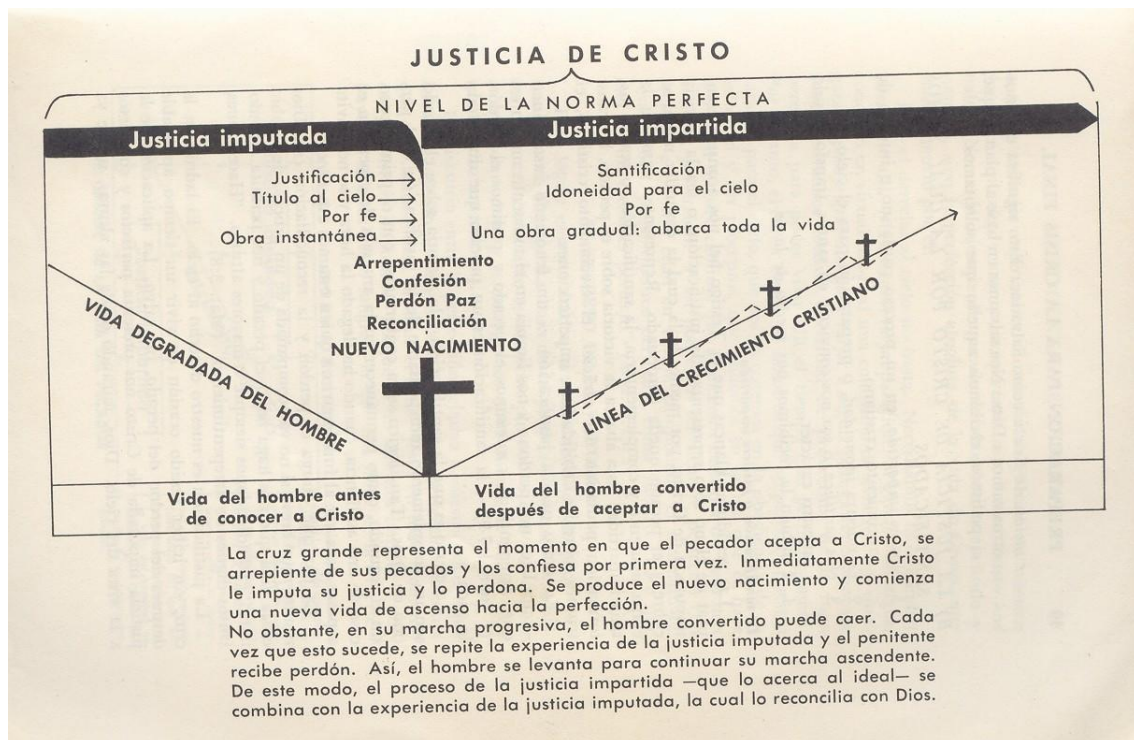 JUSTICIA DE CRISTO
NIVEL DE LA NORMA PERFECTA
Justicia imputada
Justicia impartida
Justificación
Título al cielo
Por fe
Obra instantánea
Santificación
Idoneidad para el cielo
Por fe
Una obra gradual: abarca toda la vida
Arrepentimiento
Confesión
Perdón Paz
Reconciliación
NUEVO NACIMIENTO
VIDA DEGRADADA DEL HOMBRE
LINEA DEL CRECIMIENTO CRISTIANO
Vida del hombre antes
de conocer a Cristo
Vida del hombre convertido
después de aceptar a Cristo
La cruz grande representa el momento en que el pecador acepta a Cristo, se
arrepiente de sus pecados y los confiesa por primera vez. Inmediatamente Cristo
le imputa su justicia y lo perdona. Se produce el nuevo nacimiento y comienza
una nueva vida de ascenso hacia la perfección.
No obstante, en su marcha progresiva, el hombre convertido puede caer. Cada
vez que esto sucede, se repite la experiencia de la justicia imputada y el penitente
recibe perdón. Así, el hombre se levanta para continuar su marcha ascendente.
De este modo, el proceso de la justicia impartida —que lo acerca al ideal— se
combina con la experiencia de la justicia imputada, la cual lo reconcilia con Dios.